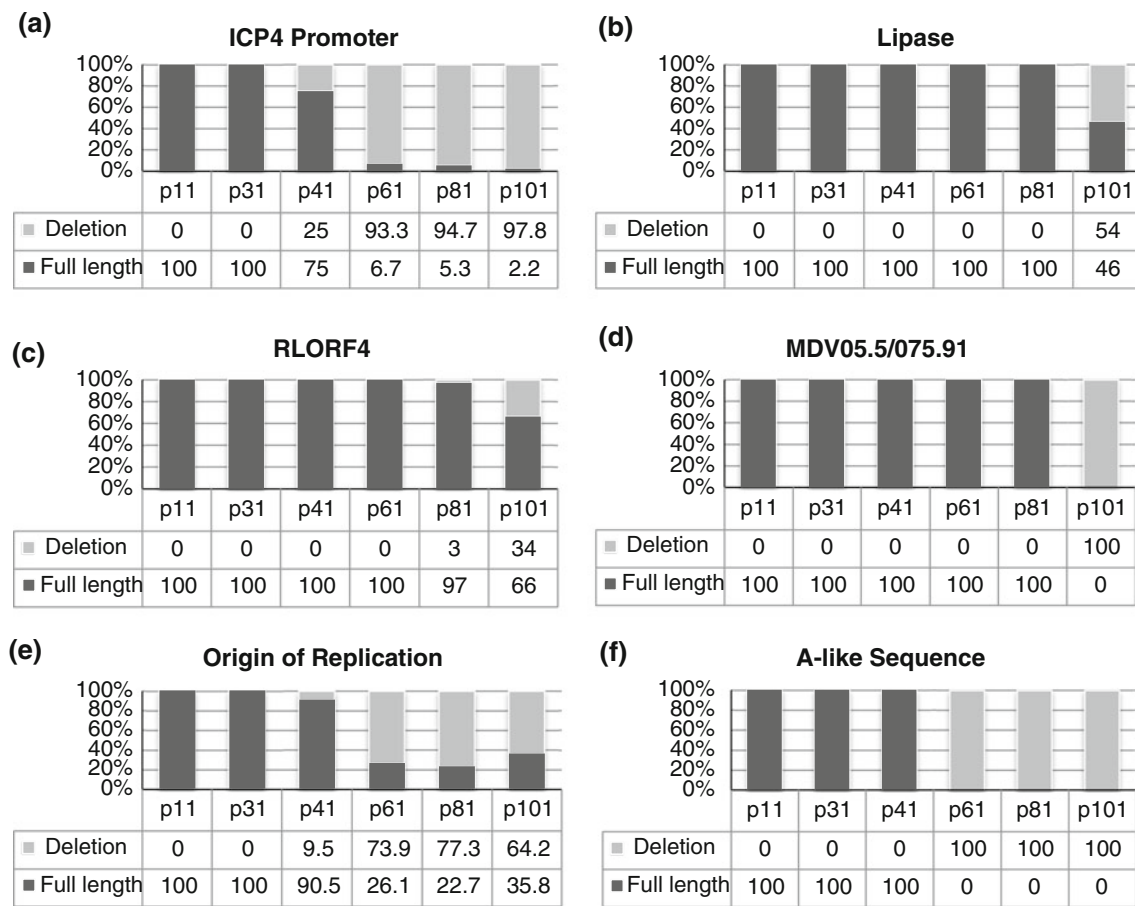 (a)
ICP4 Promoter
100%
80%
60%
40%
20%
0%
p11 p31 p41 p61 p81 p101
Deletion 0 0 25 93.3 94.7 97.8
Full length 100 100 75 6.7 5.3 2.2
(b)
Lipase
100%
80%
60%
40%
20%
0%
p11 p31 p41 p61 p81 p101
Deletion 0 0 0 0 0 54
Full length 100 100 100 100 100 46
(c)
RLORF4
100%
80%
60%
40%
20%
0%
p11 p31 p41 p61 p81 p101
Deletion 0 0 0 0 3 34
Full length 100 100 100 100 97 66
(d)
MDV05.5/075.91
100%
80%
60%
40%
20%
0%
p11 p31 p41 p61 p81 p101
Deletion 0 0 0 0 0 100
Full length 100 100 100 100 100 0
(e)
Origin of Replication
100%
80%
60%
40%
20%
0%
p11 p31 p41 p61 p81 p101
Deletion 0 0 9.5 73.9 77.3 64.2
Full length 100 100 90.5 26.1 22.7 35.8
(f)
A-like Sequence
100%
80%
60%
40%
20%
0%
p11 p31 p41 p61 p81 p101
Deletion 0 0 0 100 100 100
Full length 100 100 100 0 0 0